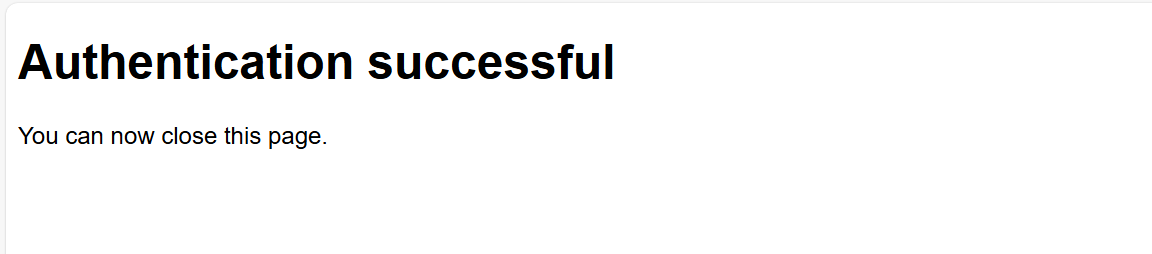 Authentication successful
You can now close this page.